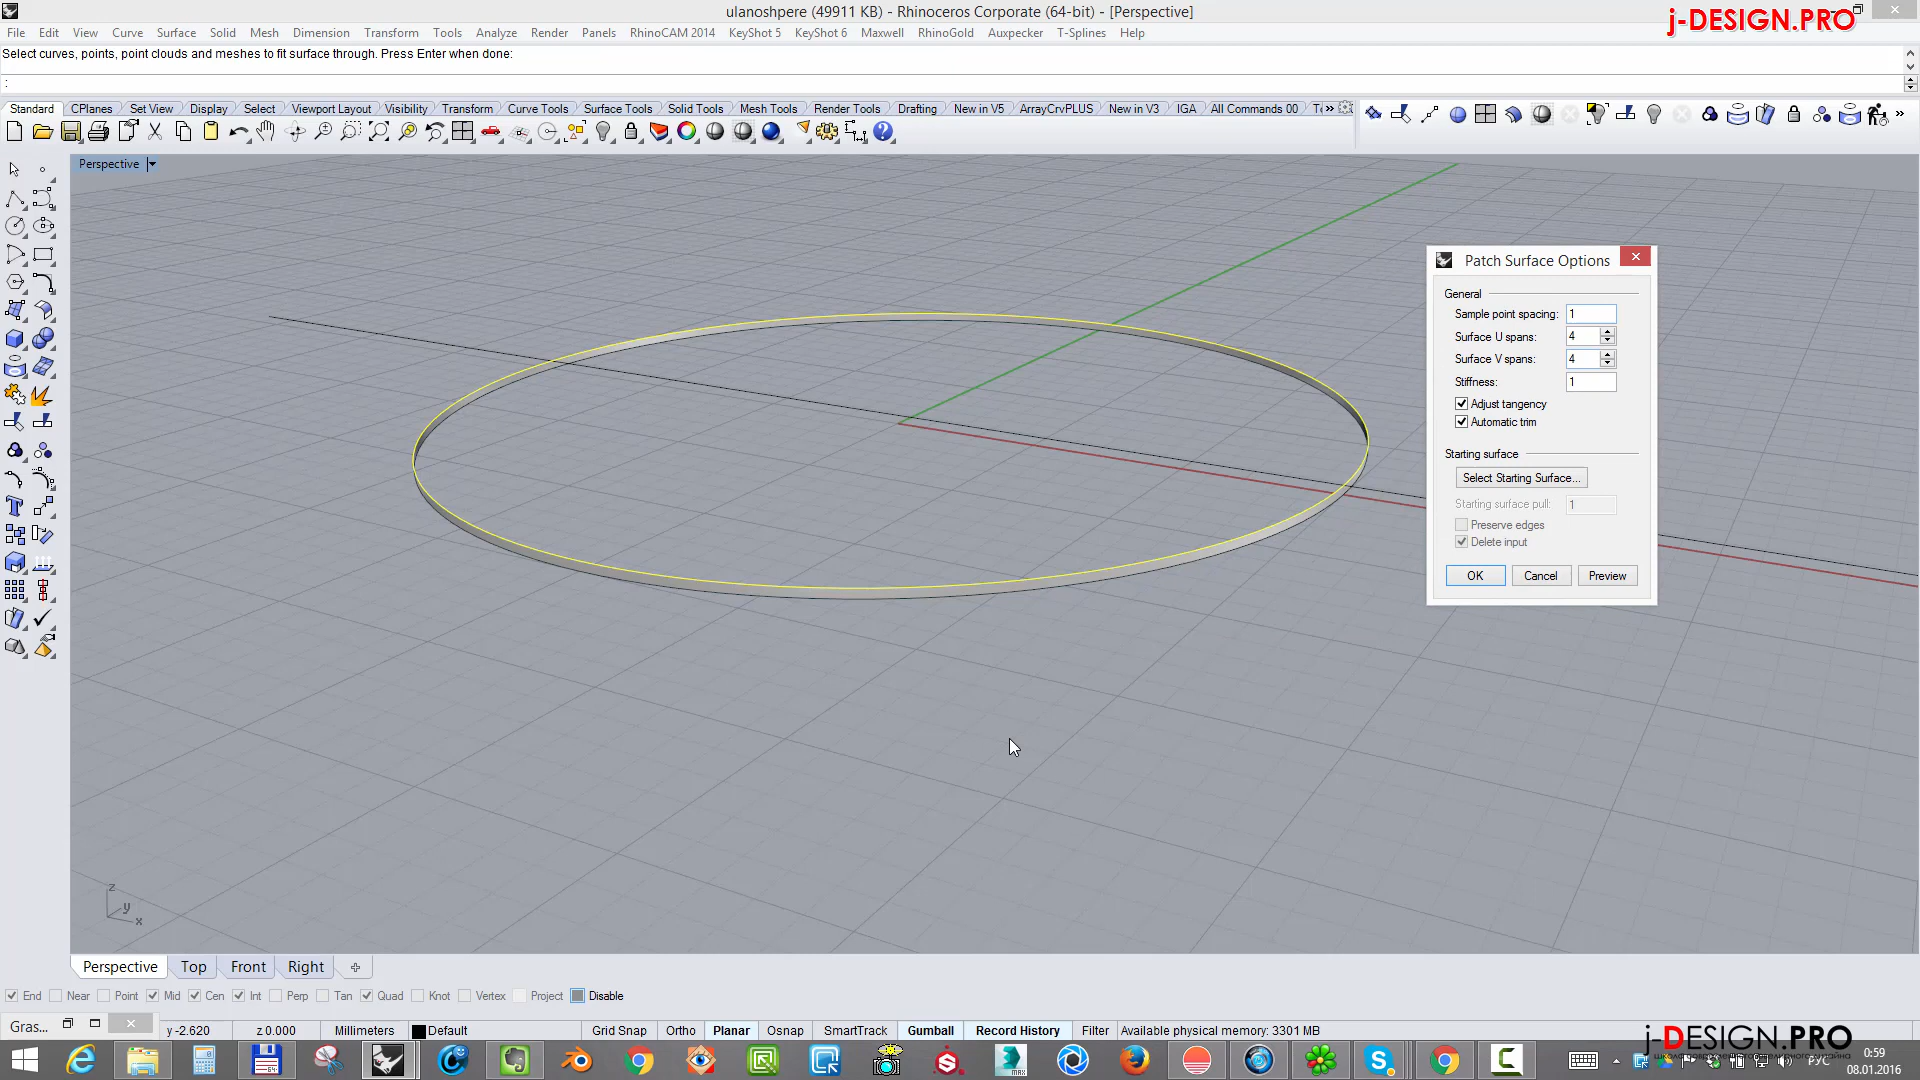 ulanoshpere (49911 KB) - Rhinoceros Corporate (64-bit) - [Perspective]
j-DESIGN.PRO
File Edit View Curve Surface Solid Mesh Dimension Transform Tools Analyze Render Panels RhinoCAM 2014 KeyShot 5 KeyShot 6 Maxwell RhinoGold Auxpecker T-Splines Help
Select curves, points, point clouds and meshes to fit surface through. Press Enter when done:
:
Standard CPlanes Set View Display Select Viewport Layout Visibility Transform Curve Tools Surface Tools Solid Tools Mesh Tools Render Tools Drafting New in V5 ArrayCrvPLUS New in V3 IGA All Commands 00 »
Perspective
Patch Surface Options
General
Sample point spacing: 1
Surface U spans: 4
Surface V spans: 4
Stiffness: 1
Adjust tangency
Automatic trim
Starting surface
Select Starting Surface...
Starting surface pull: 1
Preserve edges
Delete input
OK Cancel Preview
z
y
x
Perspective Top Front Right
End Near Point Mid Cen Int Perp Tan Quad Knot Vertex Project Disable
Gras... y -2.620 z 0.000 Millimeters Default Grid Snap Ortho Planar Osnap SmartTrack Gumball Record History Filter Available physical memory: 3301 MB
j-DESIGN.PRO
РУС
0:59
08.01.2016